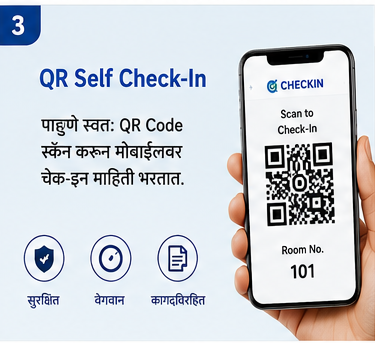 3
QR Self Check-In
पाहुणे स्वत: QR Code
स्कॅन करून मोबाईलवर
चेक-इन माहिती भरतात.
सुरक्षित
वेगवान
कागदविरहित
CHECKIN
Scan to
Check-In
Room No.
101